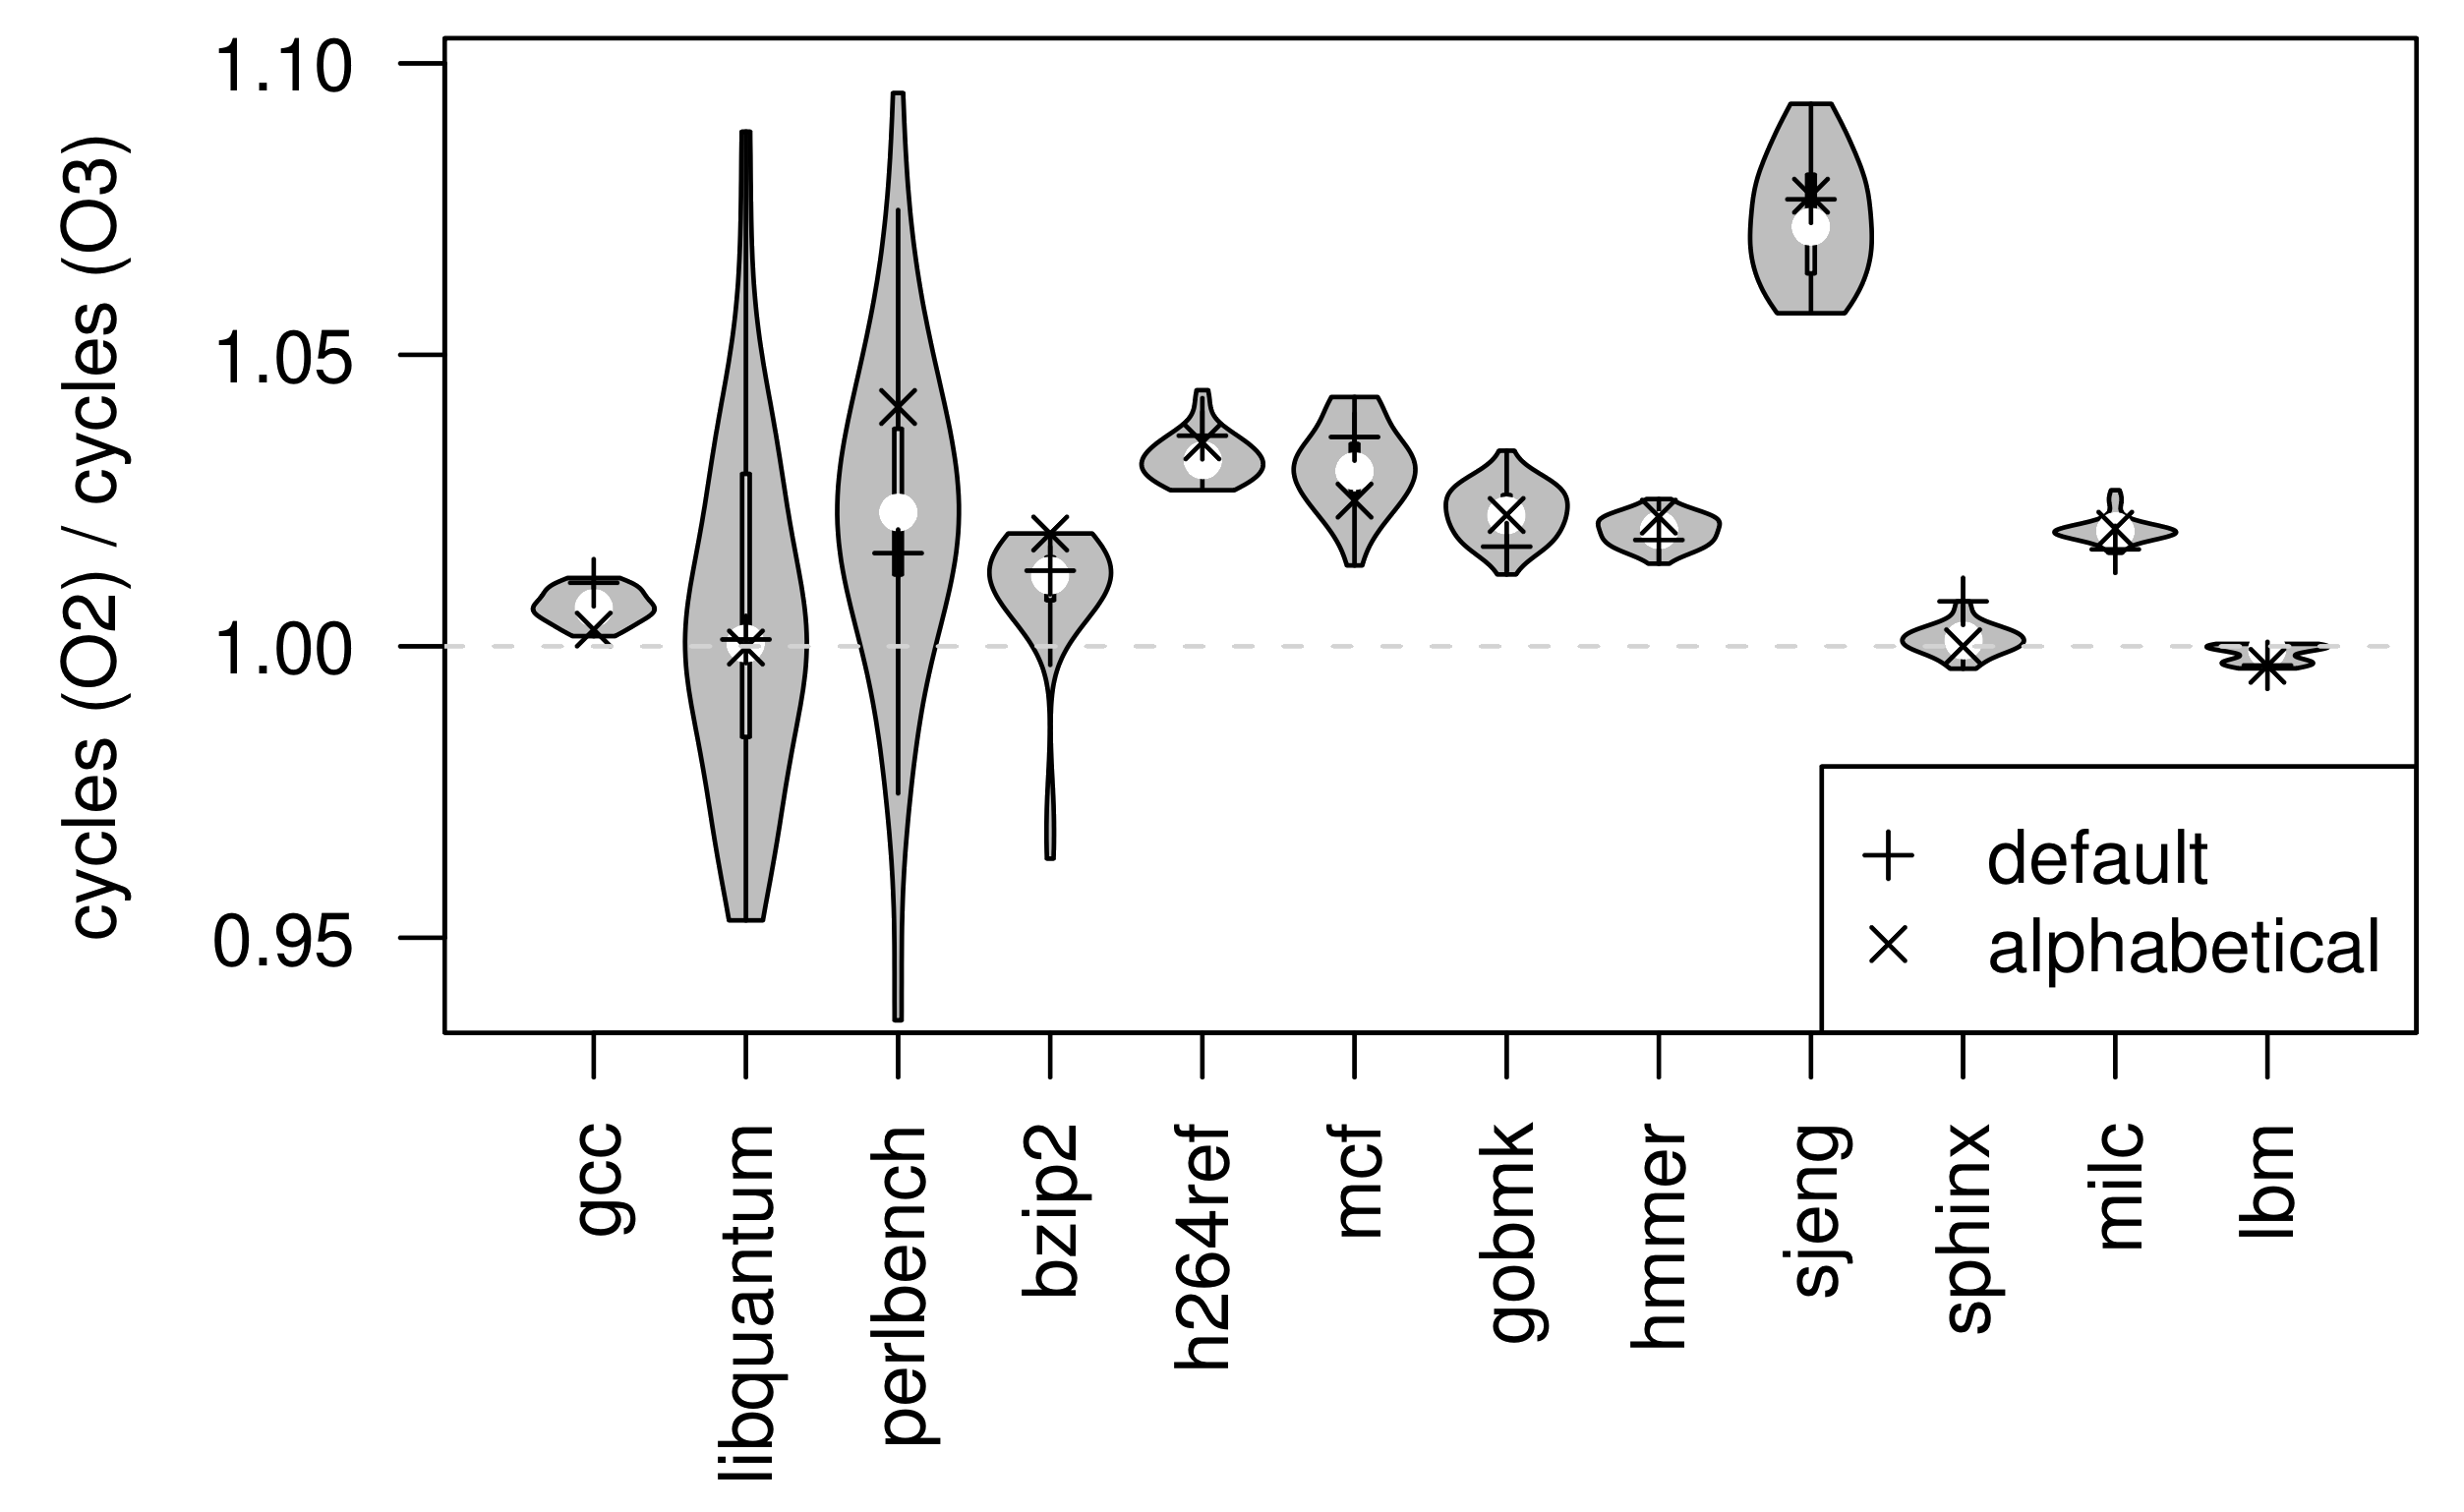 cycles (O2) / cycles (O3)
1.10
1.05
1.00
0.95
default
alphabetical
gcc
libquantum
perlbench
bzip2
h264ref
mcf
gobmk
hmmer
sjeng
sphinx
milc
lbm